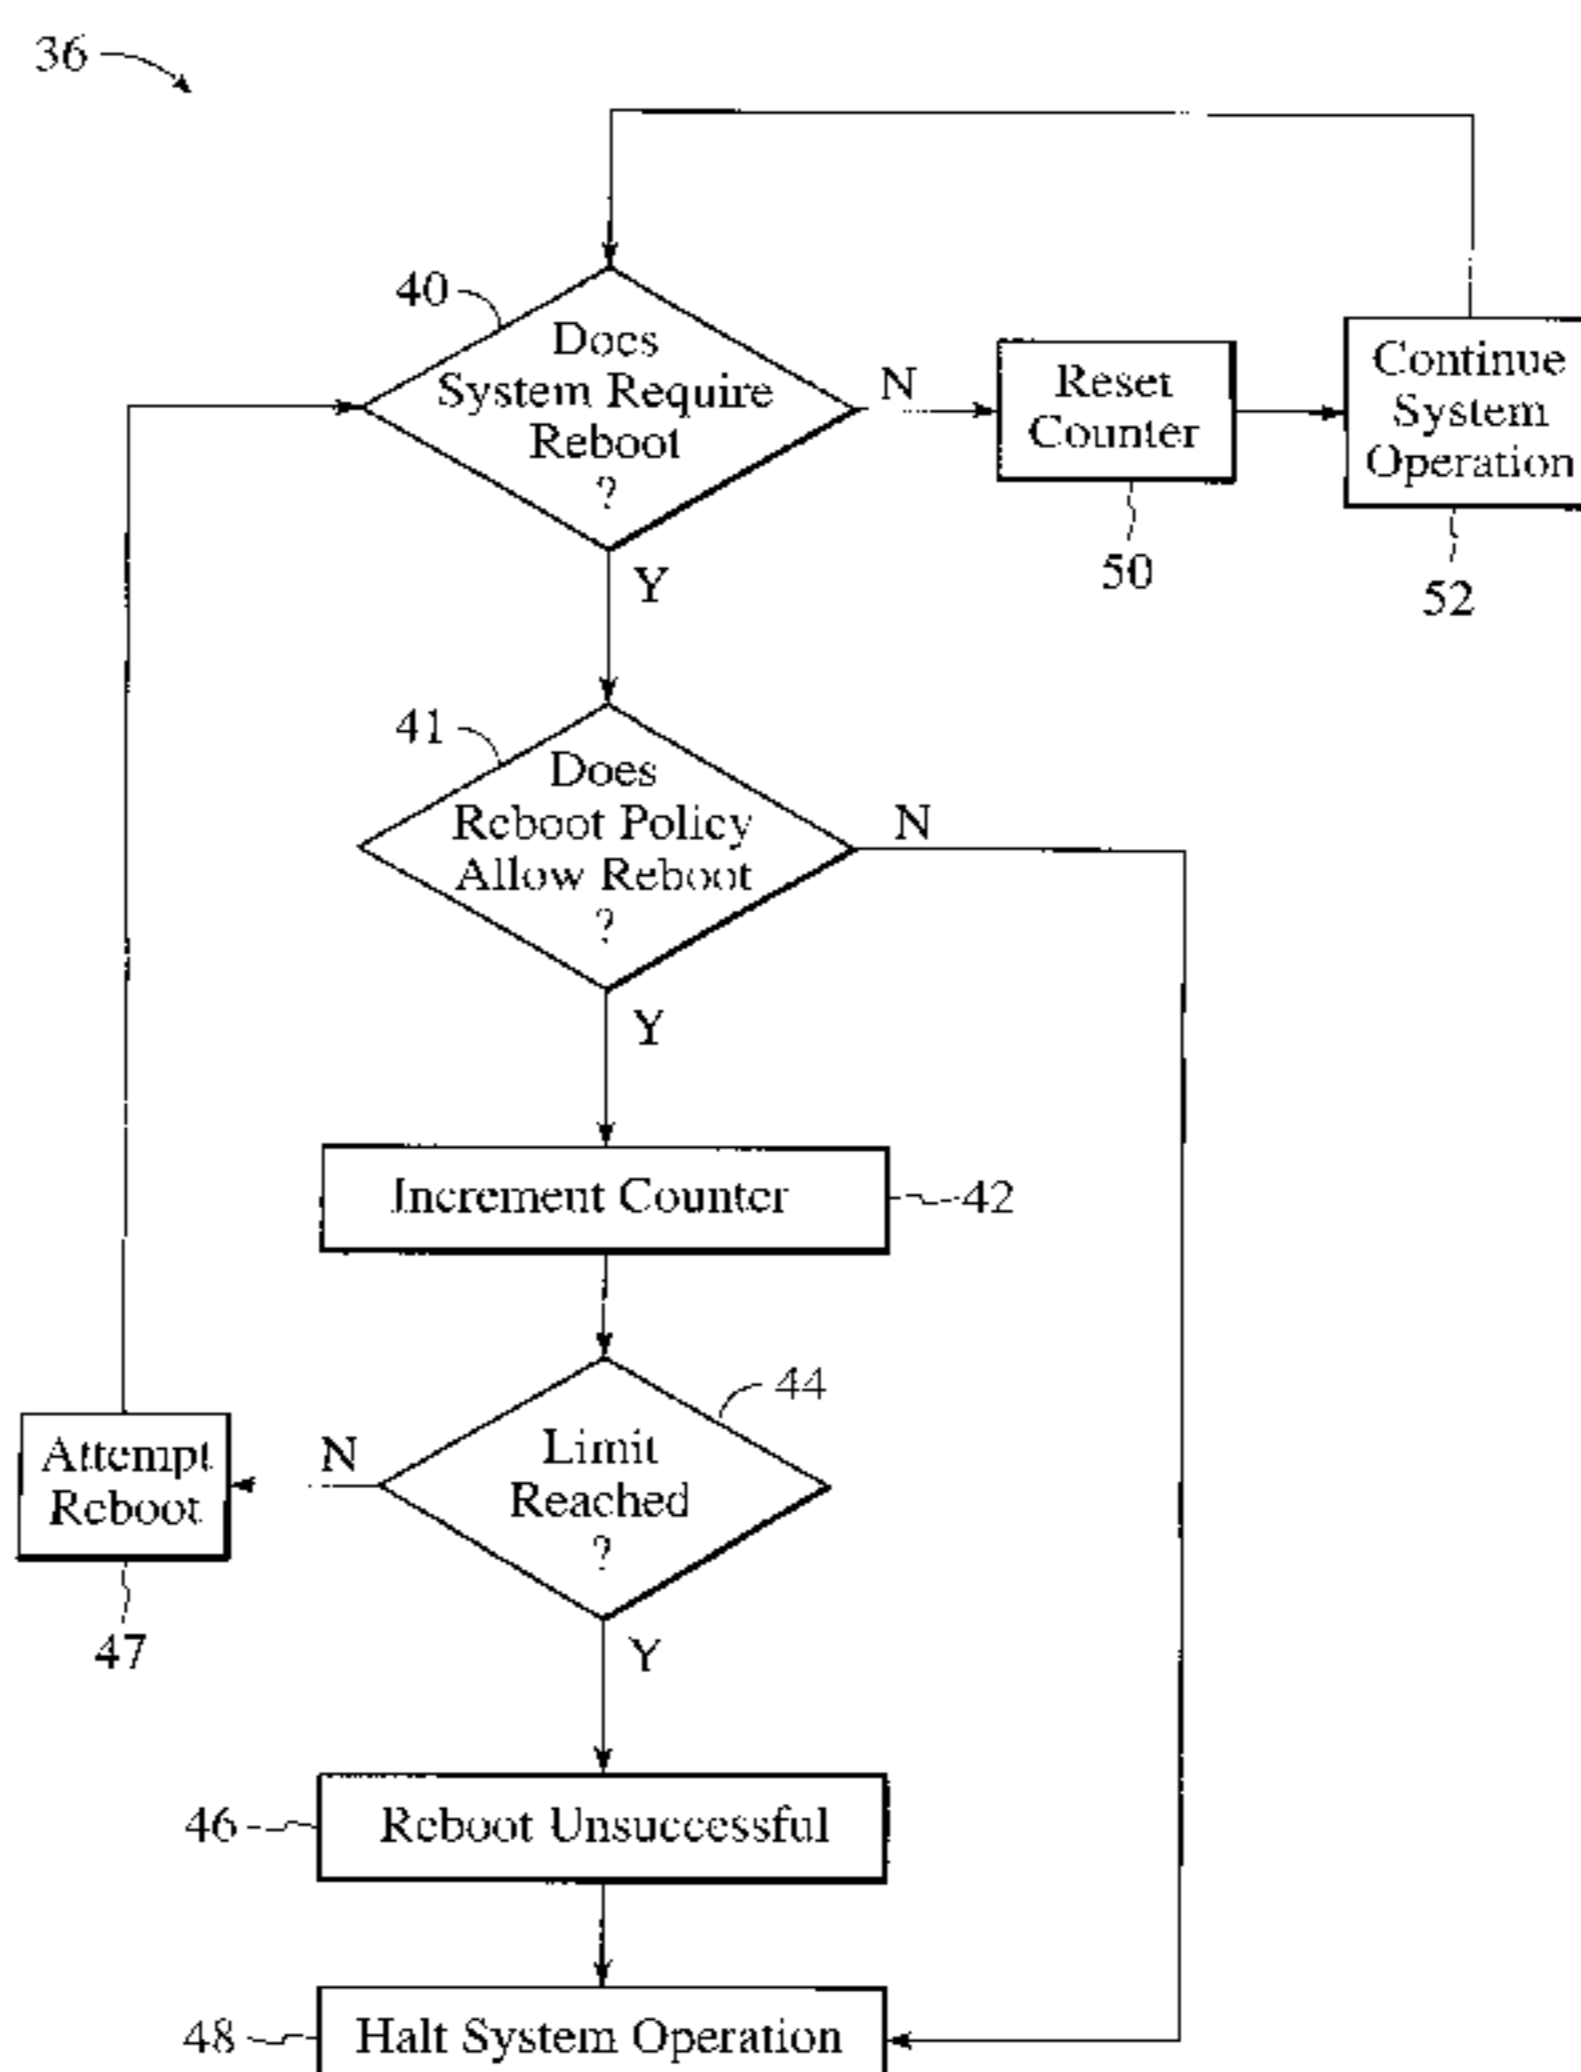 36
40
Does
System Require
Reboot
?
N
Reset
Counter
50
Continue
System
Operation
52
Y
41
Does
Reboot Policy
Allow Reboot
?
N
Y
Increment Counter
42
44
Limit
Reached
?
N
Attempt
Reboot
47
Y
46
Reboot Unsuccessful
48
Halt System Operation